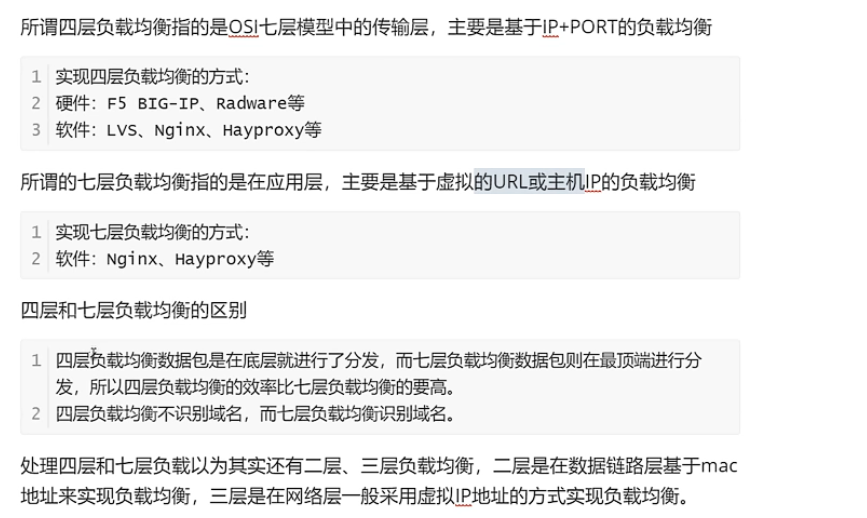 所谓四层负载均衡指的是OSI七层模型中的传输层，主要是基于IP+PORT的负载均衡
1 实现四层负载均衡的方式：
2 硬件：F5 BIG-IP、Radware等
3 软件：LVS、Nginx、Hayproxy等
所谓的七层负载均衡指的是在应用层，主要是基于虚拟的URL或主机IP的负载均衡
1 实现七层负载均衡的方式：
2 软件：Nginx、Hayproxy等
四层和七层负载均衡的区别
1 四层负载均衡数据包是在底层就进行了分发，而七层负载均衡数据包则在最顶端进行分
发，所以四层负载均衡的效率比七层负载均衡的要高。
2 四层负载均衡不识别域名，而七层负载均衡识别域名。
处理四层和七层负载以为其实还有二层、三层负载均衡，二层是在数据链路层基于mac
地址来实现负载均衡，三层是在网络层一般采用虚拟IP地址的方式实现负载均衡。